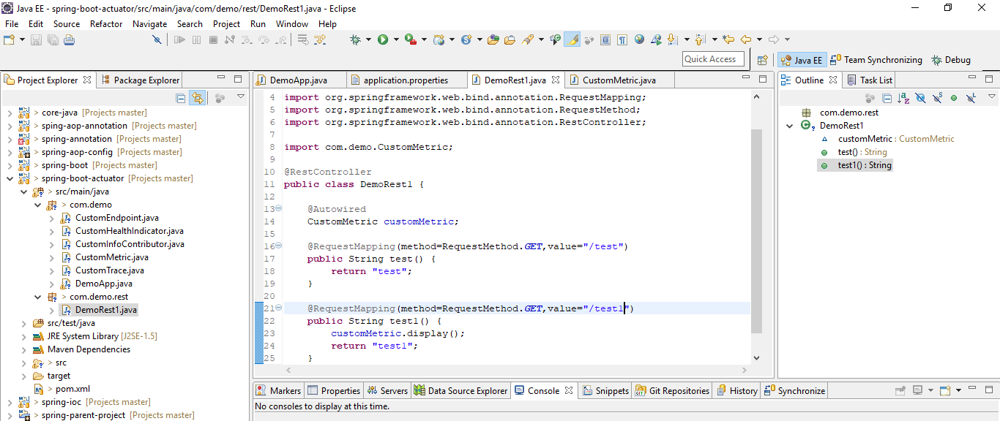 Java EE - spring-boot-actuator/src/main/java/com/demo/rest/DemoRest1.java - Eclipse
File Edit Source Refactor Navigate Search Project Run Window Help
Quick Access Java EE Team Synchronizing Debug
Project Explorer Package Explorer
> core-java [Projects master]
> sping-aop-annotation [Projects master]
> spring-annotation [Projects master]
> spring-aop-config [Projects master]
> spring-boot [Projects master]
> spring-boot-actuator [Projects master]
> src/main/java
> com.demo
CustomEndpoint.java
CustomHealthIndicator.java
CustomInfoContributor.java
CustomMetric.java
CustomTrace.java
DemoApp.java
> com.demo.rest
DemoRest1.java
src/test/java
JRE System Library [J2SE-1.5]
Maven Dependencies
> src
target
> pom.xml
> spring-ioc [Projects master]
> spring-parent-project [Projects master]
DemoApp.java application.properties DemoRest1.java CustomMetric.java
4 import org.springframework.web.bind.annotation.RequestMapping;
5 import org.springframework.web.bind.annotation.RequestMethod;
6 import org.springframework.web.bind.annotation.RestController;
7
8 import com.demo.CustomMetric;
9
10 @RestController
11 public class DemoRest1 {
12
13 @Autowired
14 CustomMetric customMetric;
15
16 @RequestMapping(method=RequestMethod.GET,value="/test")
17 public String test() {
18 return "test";
19 }
20
21 @RequestMapping(method=RequestMethod.GET,value="/test1")
22 public String test1() {
23 customMetric.display();
24 return "test1";
25 }
Outline Task List
com.demo.rest
DemoRest1
customMetric : CustomMetric
test() : String
test1() : String
Markers Properties Servers Data Source Explorer Console Snippets Git Repositories History Synchronize
No consoles to display at this time.